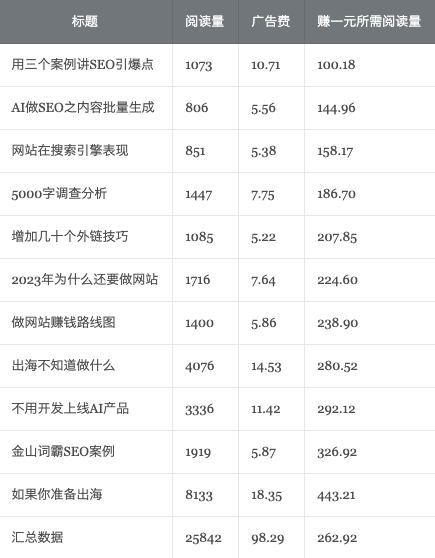 标题 阅读量 广告费 赚一元所需阅读量
用三个案例讲SEO引爆点 1073 10.71 100.18
AI做SEO之内容批量生成 806 5.56 144.96
网站在搜索引擎表现 851 5.38 158.17
5000字调查分析 1447 7.75 186.70
增加几十个外链技巧 1085 5.22 207.85
2023年为什么还要做网站 1716 7.64 224.60
做网站赚钱路线图 1400 5.86 238.90
出海不知道做什么 4076 14.53 280.52
不用开发上线AI产品 3336 11.42 292.12
金山词霸SEO案例 1919 5.87 326.92
如果你准备出海 8133 18.35 443.21
汇总数据 25842 98.29 262.92